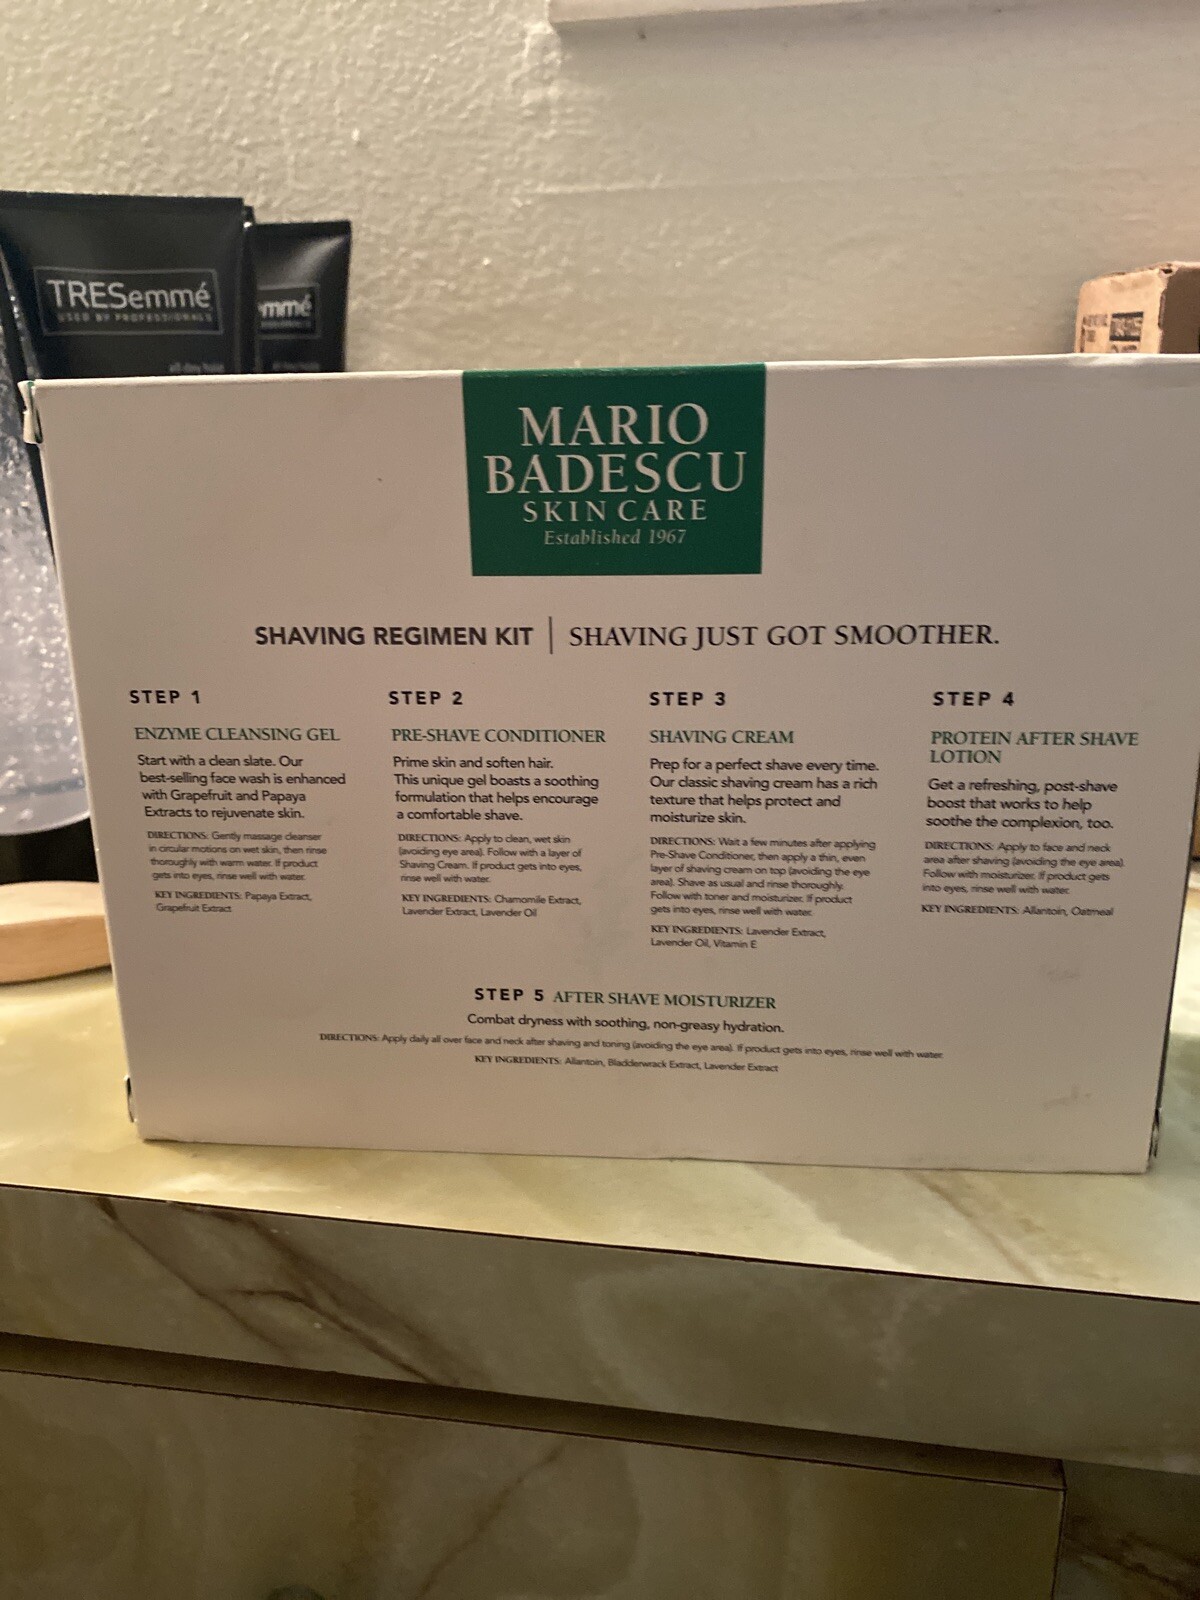 TRESemmé
USED BY PROFESSIONALS
all day hold
emmé
MARIO
BADESCU
SKIN CARE
Established 1967
SHAVING REGIMEN KIT | SHAVING JUST GOT SMOOTHER.
STEP 1
ENZYME CLEANSING GEL
Start with a clean slate. Our
best-selling face wash is enhanced
with Grapefruit and Papaya
Extracts to rejuvenate skin.
DIRECTIONS: Gently massage cleanser
in circular motions on wet skin, then rinse
thoroughly with warm water. If product
gets into eyes, rinse well with water.
KEY INGREDIENTS: Papaya Extract,
Grapefruit Extract
STEP 2
PRE-SHAVE CONDITIONER
Prime skin and soften hair.
This unique gel boasts a soothing
formulation that helps encourage
a comfortable shave.
DIRECTIONS: Apply to clean, wet skin
(avoiding eye area). Follow with a layer of
Shaving Cream. If product gets into eyes,
rinse well with water.
KEY INGREDIENTS: Chamomile Extract,
Lavender Extract, Lavender Oil
STEP 3
SHAVING CREAM
Prep for a perfect shave every time.
Our classic shaving cream has a rich
texture that helps protect and
moisturize skin.
DIRECTIONS: Wait a few minutes after applying
Pre-Shave Conditioner, then apply a thin, even
layer of shaving cream on top (avoiding the eye
area). Shave as usual and rinse thoroughly.
Follow with toner and moisturizer. If product
gets into eyes, rinse well with water.
KEY INGREDIENTS: Lavender Extract,
Lavender Oil, Vitamin E
STEP 4
PROTEIN AFTER SHAVE
LOTION
Get a refreshing, post-shave
boost that works to help
soothe the complexion, too.
DIRECTIONS: Apply to face and neck
area after shaving (avoiding the eye area).
Follow with moisturizer. If product gets
into eyes, rinse well with water.
KEY INGREDIENTS: Allantoin, Oatmeal
STEP 5 AFTER SHAVE MOISTURIZER
Combat dryness with soothing, non-greasy hydration.
DIRECTIONS: Apply daily all over face and neck after shaving and toning (avoiding the eye area). If product gets into eyes, rinse well with water.
KEY INGREDIENTS: Allantoin, Bladderwrack Extract, Lavender Extract